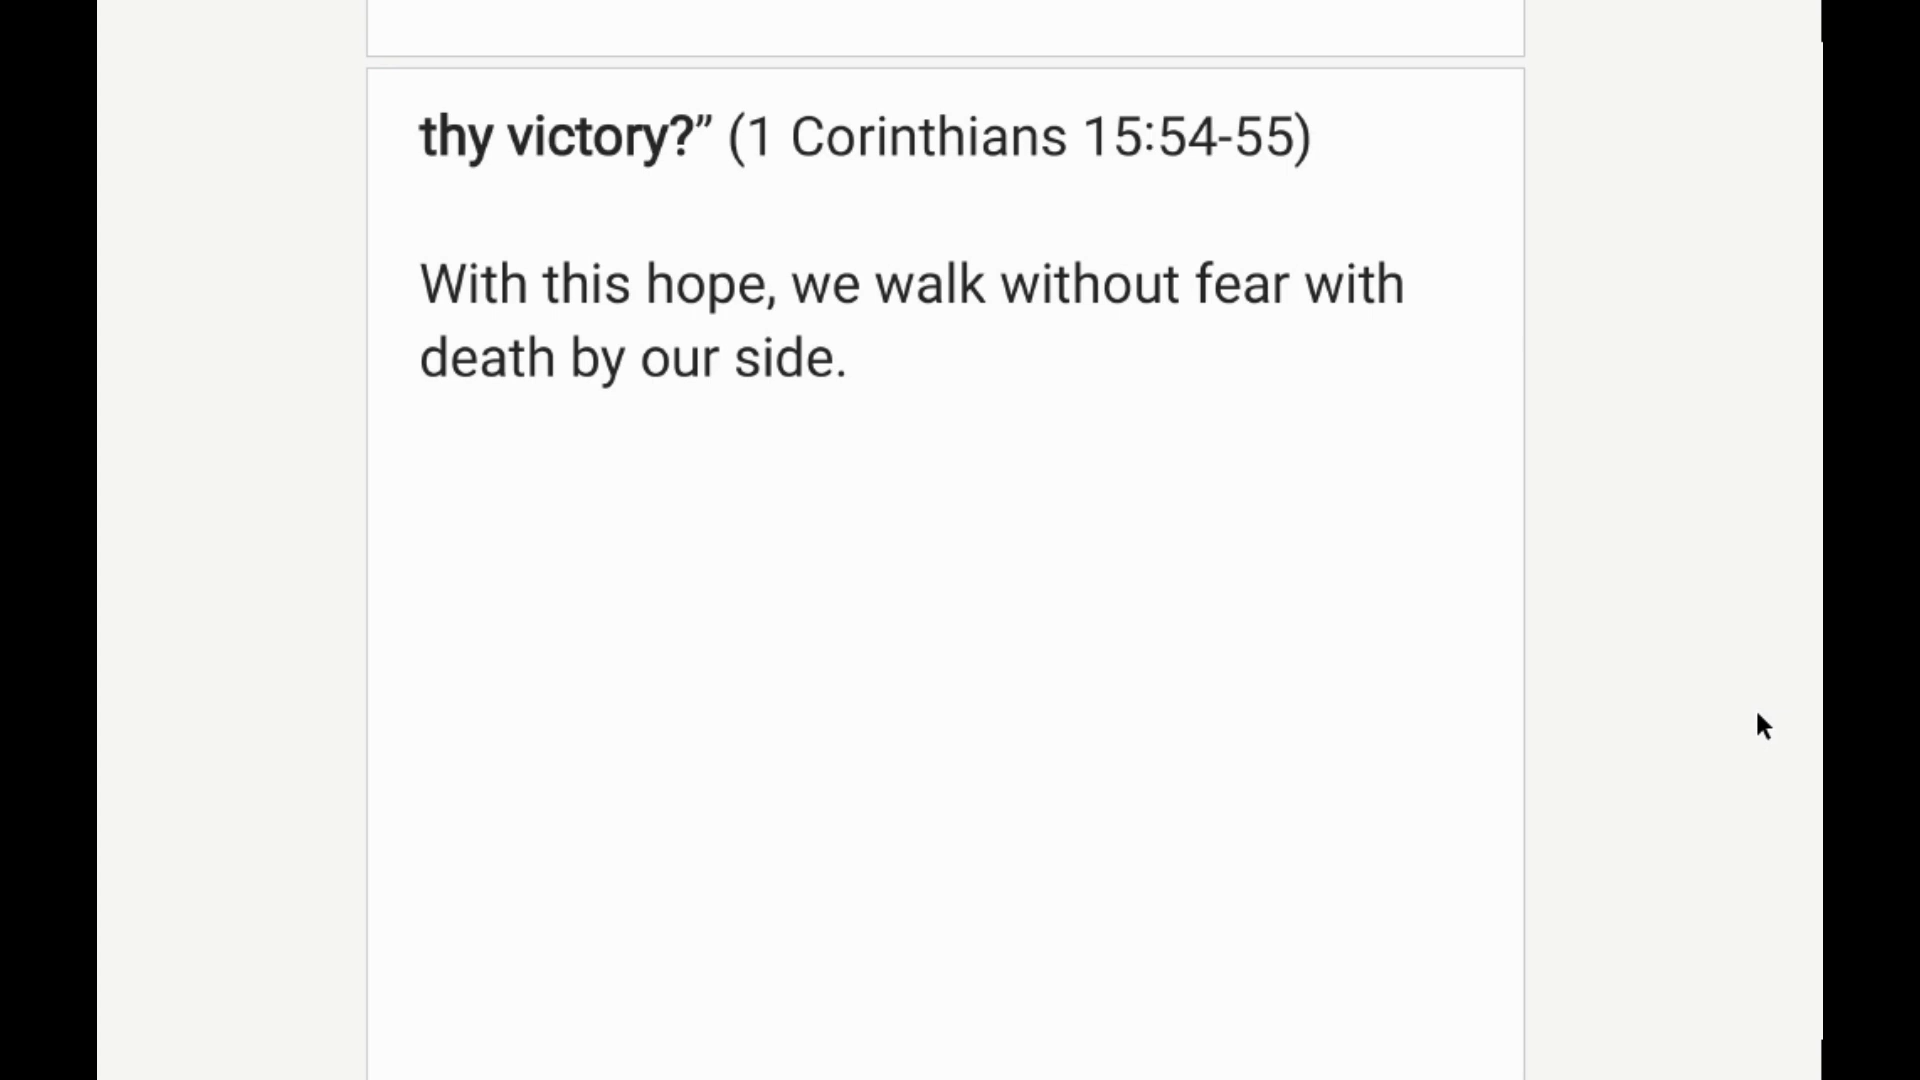 thy victory?” (1 Corinthians 15:54-55)
With this hope, we walk without fear with
death by our side.